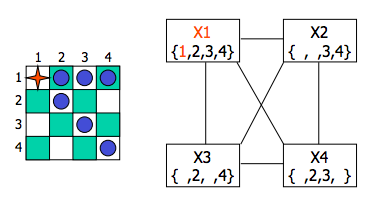 X1
{1,2,3,4}
X2
{ , ,3,4}
1 2 3 4
1
2
3
4
X3
{ ,2, ,4}
X4
{ ,2,3, }